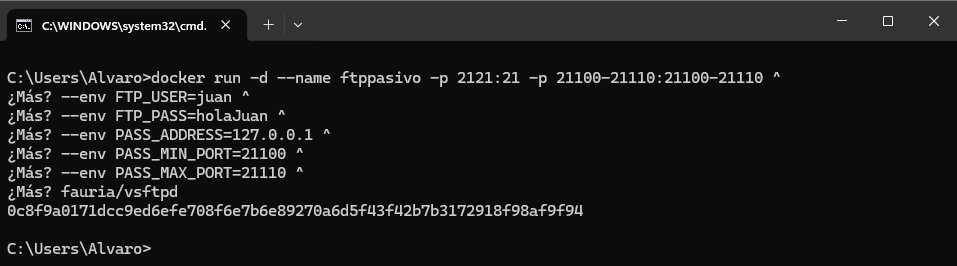 C:\WINDOWS\system32\cmd.
C:\Users\Alvaro>docker run -d --name ftppasivo -p 2121:21 -p 21100-21110:21100-21110 ^
¿Más? --env FTP_USER=juan ^
¿Más? --env FTP_PASS=holaJuan ^
¿Más? --env PASS_ADDRESS=127.0.0.1 ^
¿Más? --env PASS_MIN_PORT=21100 ^
¿Más? --env PASS_MAX_PORT=21110 ^
¿Más? fauria/vsftpd
0c8f9a0171dcc9ed6efe708f6e7b6e89270a6d5f43f42b7b3172918f98af9f94
C:\Users\Alvaro>